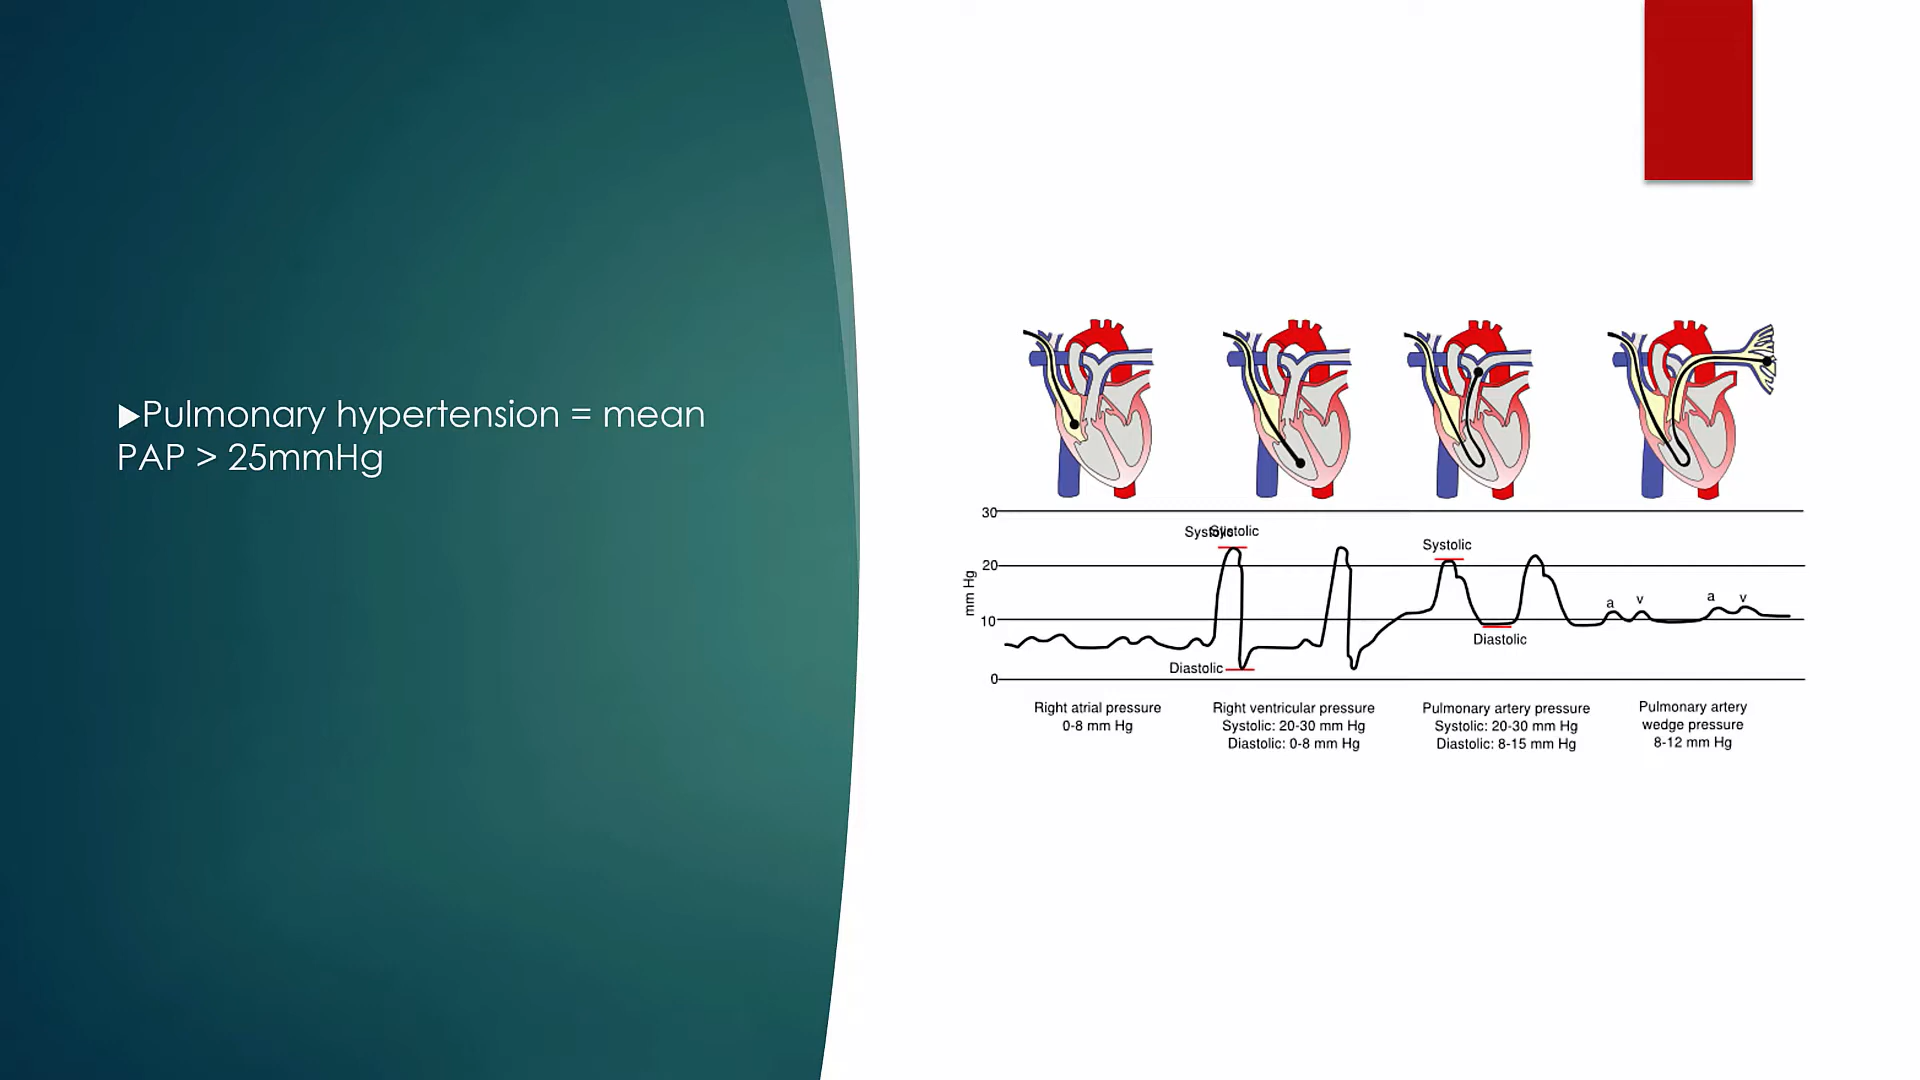 ▶Pulmonary hypertension = mean
PAP > 25mmHg
30
Systolic
Systolic
Systolic
20
mm Hg
a
v
a
v
10
Diastolic
Diastolic
0
Right atrial pressure
0-8 mm Hg
Right ventricular pressure
Systolic: 20-30 mm Hg
Diastolic: 0-8 mm Hg
Pulmonary artery pressure
Systolic: 20-30 mm Hg
Diastolic: 8-15 mm Hg
Pulmonary artery
wedge pressure
8-12 mm Hg